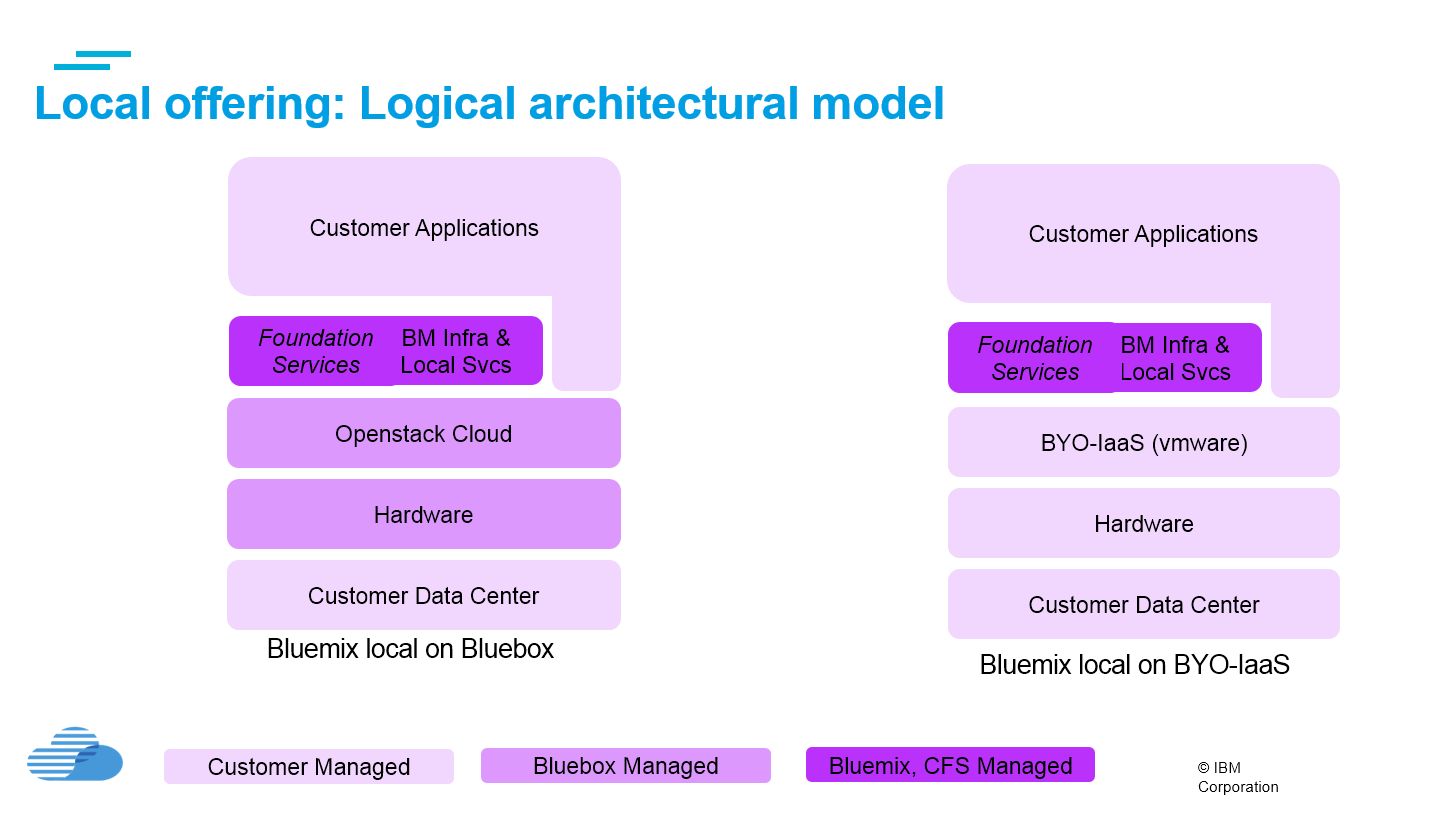 Local offering: Logical architectural model
Customer Applications
Foundation
Services
BM Infra &
Local Svcs
Openstack Cloud
Hardware
Customer Data Center
Bluemix local on Bluebox
Customer Applications
Foundation
Services
BM Infra &
Local Svcs
BYO-IaaS (vmware)
Hardware
Customer Data Center
Bluemix local on BYO-IaaS
Customer Managed
Bluebox Managed
Bluemix, CFS Managed
© IBM
Corporation